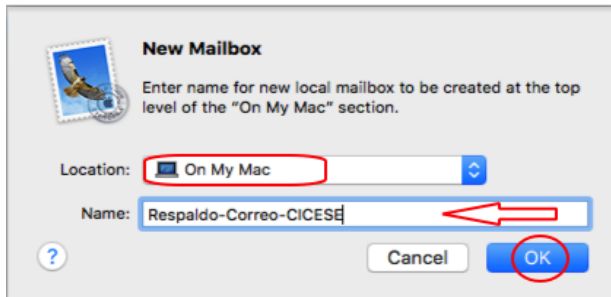 New Mailbox
Enter name for new local mailbox to be created at the top
level of the “On My Mac” section.
Location: On My Mac
Name: Respaldo-Correo-CICESE
? Cancel OK